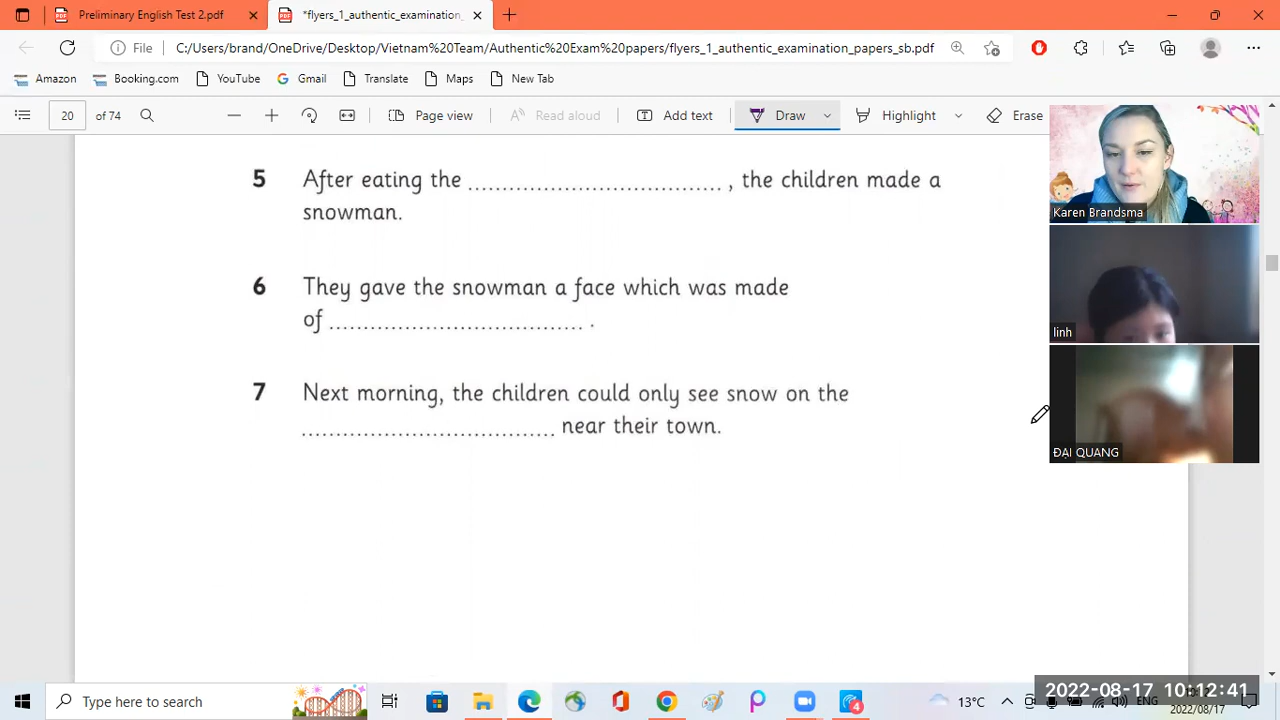 Preliminary English Test 2.pdf
*flyers_1_authentic_examination_
File C:/Users/brand/OneDrive/Desktop/Vietnam%20Team/Authentic%20Exam%20papers/flyers_1_authentic_examination_papers_sb.pdf
Amazon Booking.com YouTube Gmail Translate Maps New Tab
20 of 74 Page view Read aloud Add text Draw Highlight Erase
5 After eating the ..................................... , the children made a
snowman.
6 They gave the snowman a face which was made
of ..................................... .
7 Next morning, the children could only see snow on the
..................................... near their town.
Karen Brandsma
linh
ĐẠI QUANG
Type here to search
4
13°C
ENG
2022-08-17 10:12:41
2022/08/17